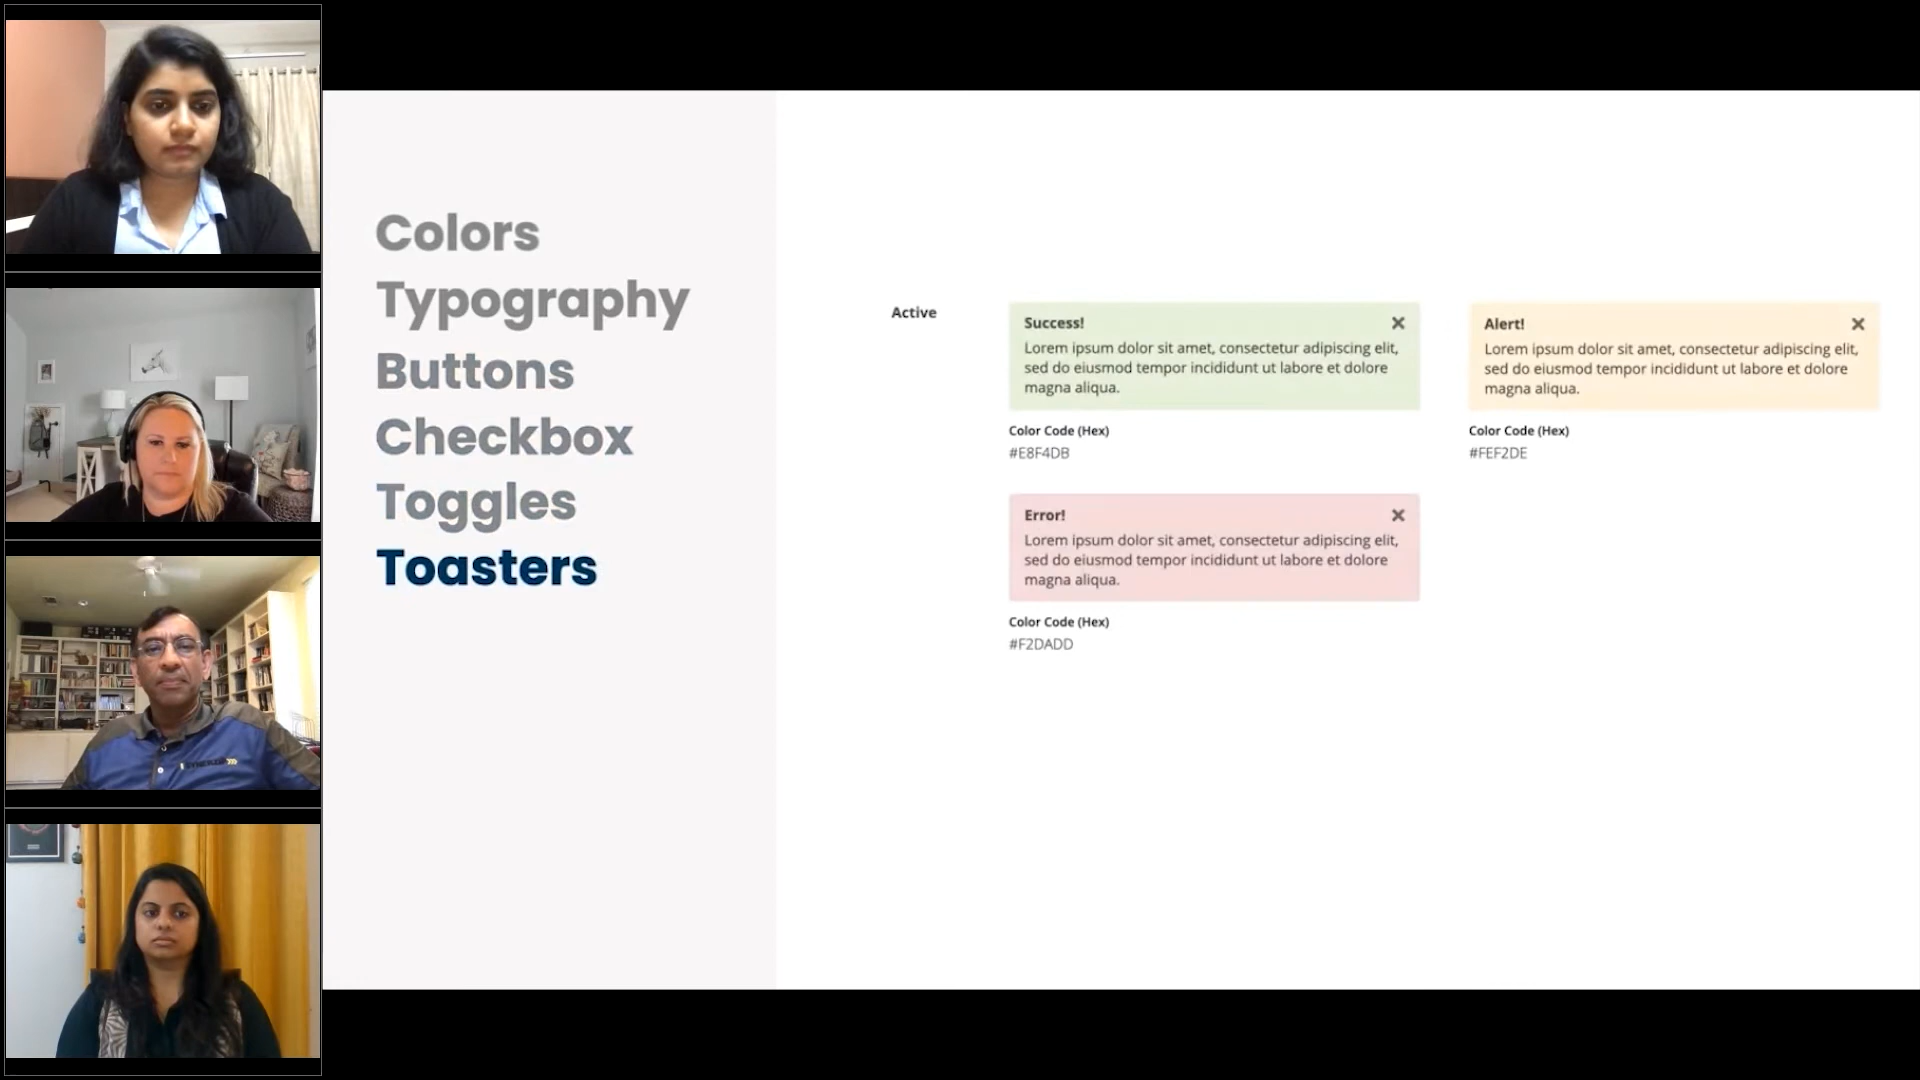 Colors
Typography
Buttons
Checkbox
Toggles
Toasters
Active
Success!
Lorem ipsum dolor sit amet, consectetur adipiscing elit,
sed do eiusmod tempor incididunt ut labore et dolore
magna aliqua.
Color Code (Hex)
#E8F4DB
Alert!
Lorem ipsum dolor sit amet, consectetur adipiscing elit,
sed do eiusmod tempor incididunt ut labore et dolore
magna aliqua.
Color Code (Hex)
#FEF2DE
Error!
Lorem ipsum dolor sit amet, consectetur adipiscing elit,
sed do eiusmod tempor incididunt ut labore et dolore
magna aliqua.
Color Code (Hex)
#F2DADD